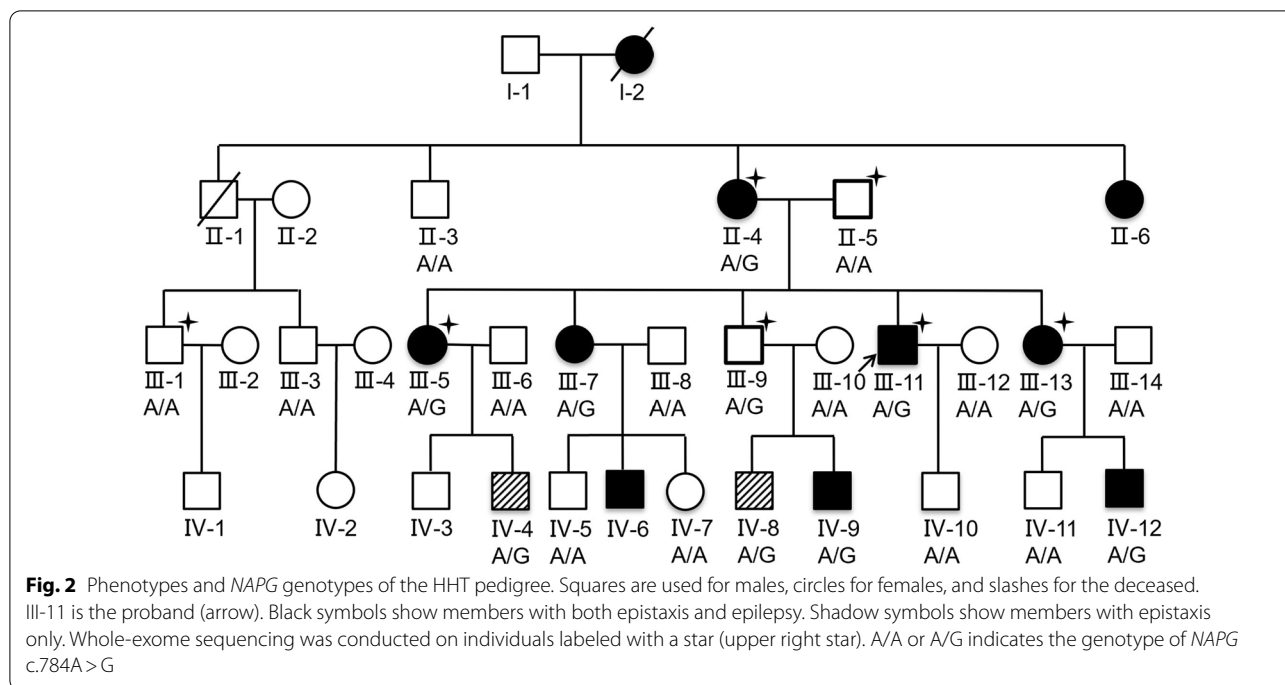 I-1 I-2
Ⅱ-1 Ⅱ-2 Ⅱ-3 Ⅱ-4 Ⅱ-5 Ⅱ-6
A/A A/G A/A
Ⅲ-1 Ⅲ-2 Ⅲ-3 Ⅲ-4 Ⅲ-5 Ⅲ-6 Ⅲ-7 Ⅲ-8 Ⅲ-9 Ⅲ-10 Ⅲ-11 Ⅲ-12 Ⅲ-13 Ⅲ-14
A/A A/A A/G A/A A/G A/A A/G A/A A/G A/A A/G A/A
Ⅳ-1 Ⅳ-2 Ⅳ-3 Ⅳ-4 Ⅳ-5 Ⅳ-6 Ⅳ-7 Ⅳ-8 Ⅳ-9 Ⅳ-10 Ⅳ-11 Ⅳ-12
A/G A/A A/A A/G A/G A/A A/A A/G
Fig. 2 Phenotypes and NAPG genotypes of the HHT pedigree. Squares are used for males, circles for females, and slashes for the deceased.
III-11 is the proband (arrow). Black symbols show members with both epistaxis and epilepsy. Shadow symbols show members with epistaxis
only. Whole-exome sequencing was conducted on individuals labeled with a star (upper right star). A/A or A/G indicates the genotype of NAPG
c.784A > G